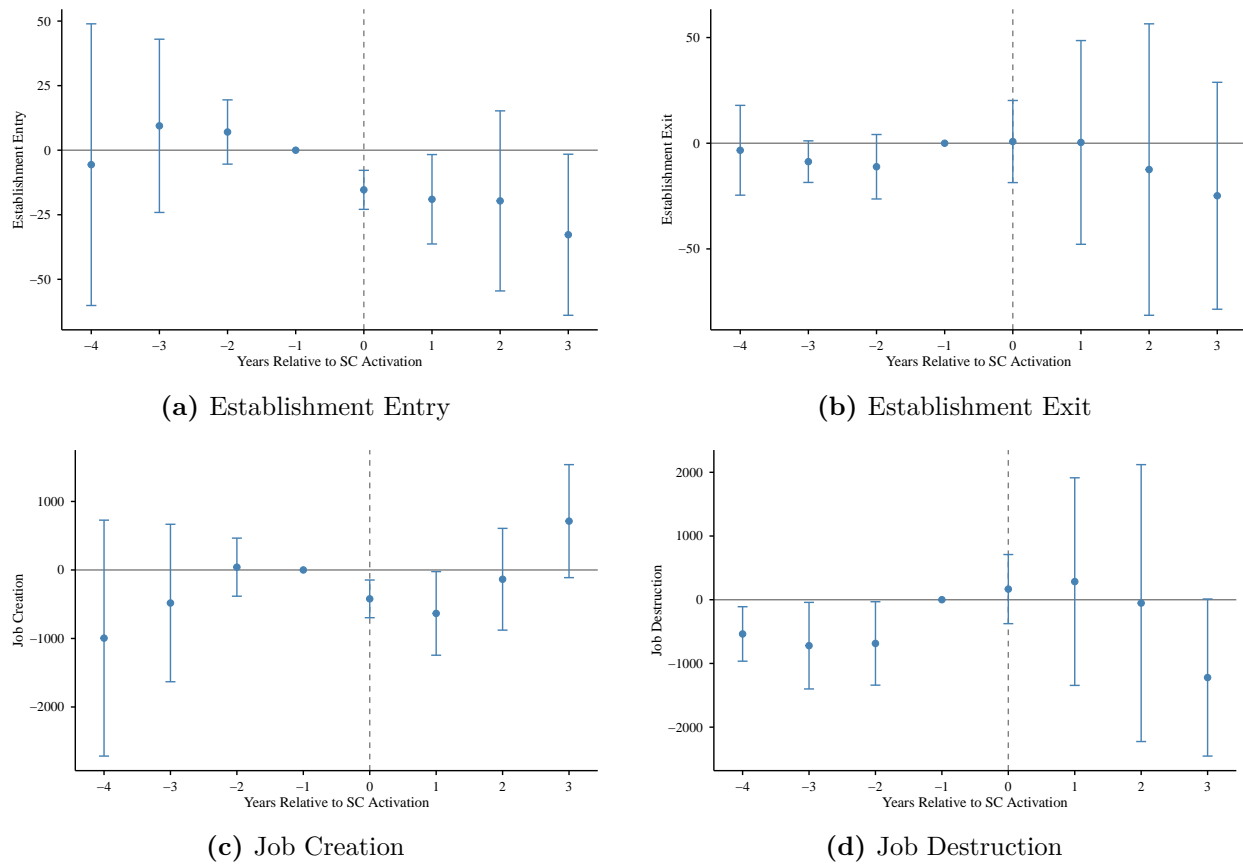 50
25
0
−25
−50
Establishment Entry
−4 −3 −2 −1 0 1 2 3
Years Relative to SC Activation
(a) Establishment Entry
50
0
−50
Establishment Exit
−4 −3 −2 −1 0 1 2 3
Years Relative to SC Activation
(b) Establishment Exit
1000
0
−1000
−2000
Job Creation
−4 −3 −2 −1 0 1 2 3
Years Relative to SC Activation
(c) Job Creation
2000
1000
0
−1000
−2000
Job Destruction
−4 −3 −2 −1 0 1 2 3
Years Relative to SC Activation
(d) Job Destruction